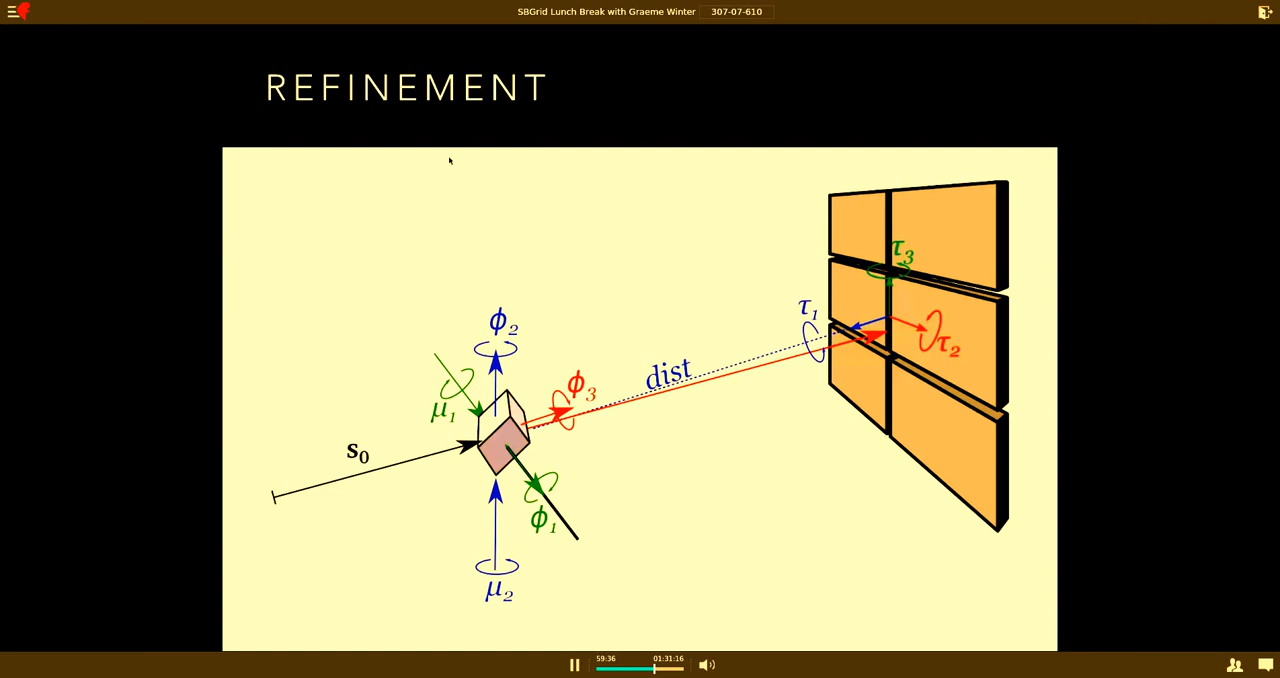 SBGrid Lunch Break with Graeme Winter 307-07-610
REFINEMENT
τ3
τ1
τ2
ϕ2
dist
ϕ3
μ1
s0
ϕ1
μ2
59:36 01:31:16